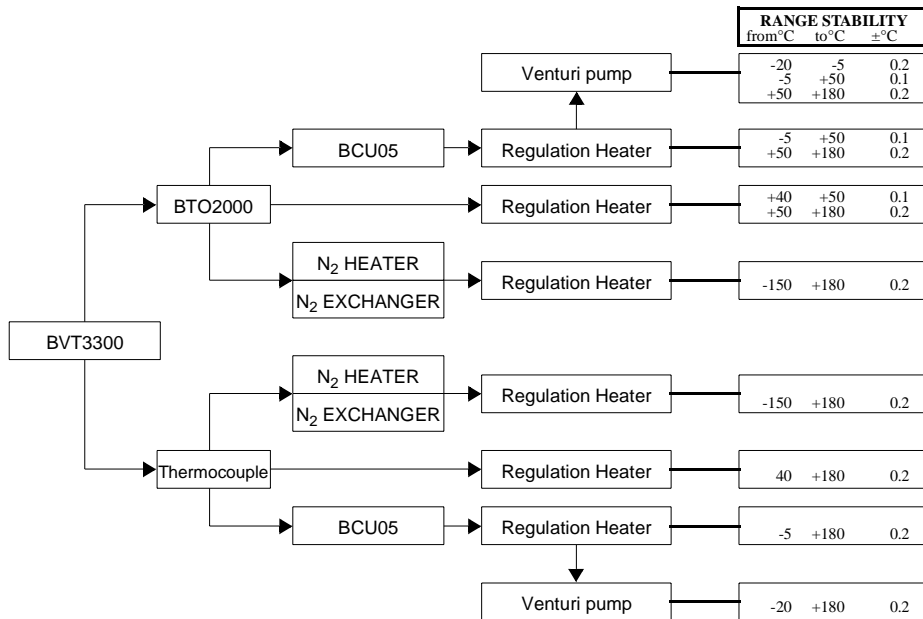 RANGE STABILITY
from°C to°C ±°C
Venturi pump
-20 -5 0.2
-5 +50 0.1
+50 +180 0.2
BCU05
Regulation Heater
-5 +50 0.1
+50 +180 0.2
BTO2000
Regulation Heater
+40 +50 0.1
+50 +180 0.2
N2 HEATER
N2 EXCHANGER
Regulation Heater
-150 +180 0.2
BVT3300
N2 HEATER
N2 EXCHANGER
Regulation Heater
-150 +180 0.2
Thermocouple
Regulation Heater
40 +180 0.2
BCU05
Regulation Heater
-5 +180 0.2
Venturi pump
-20 +180 0.2